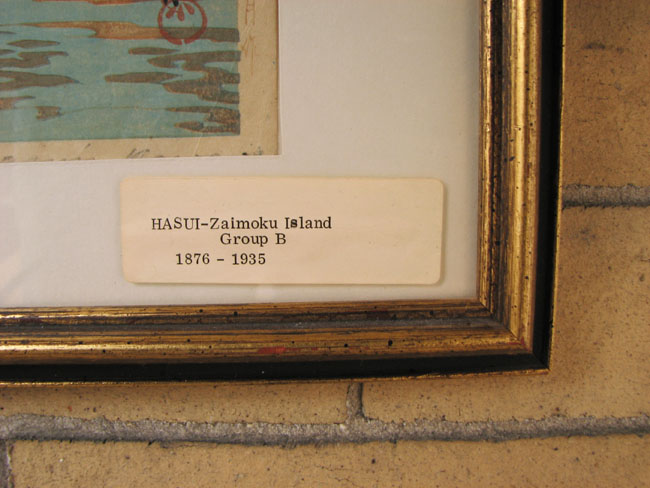 HASUI-Zaimoku Island
Group B
1876 - 1935